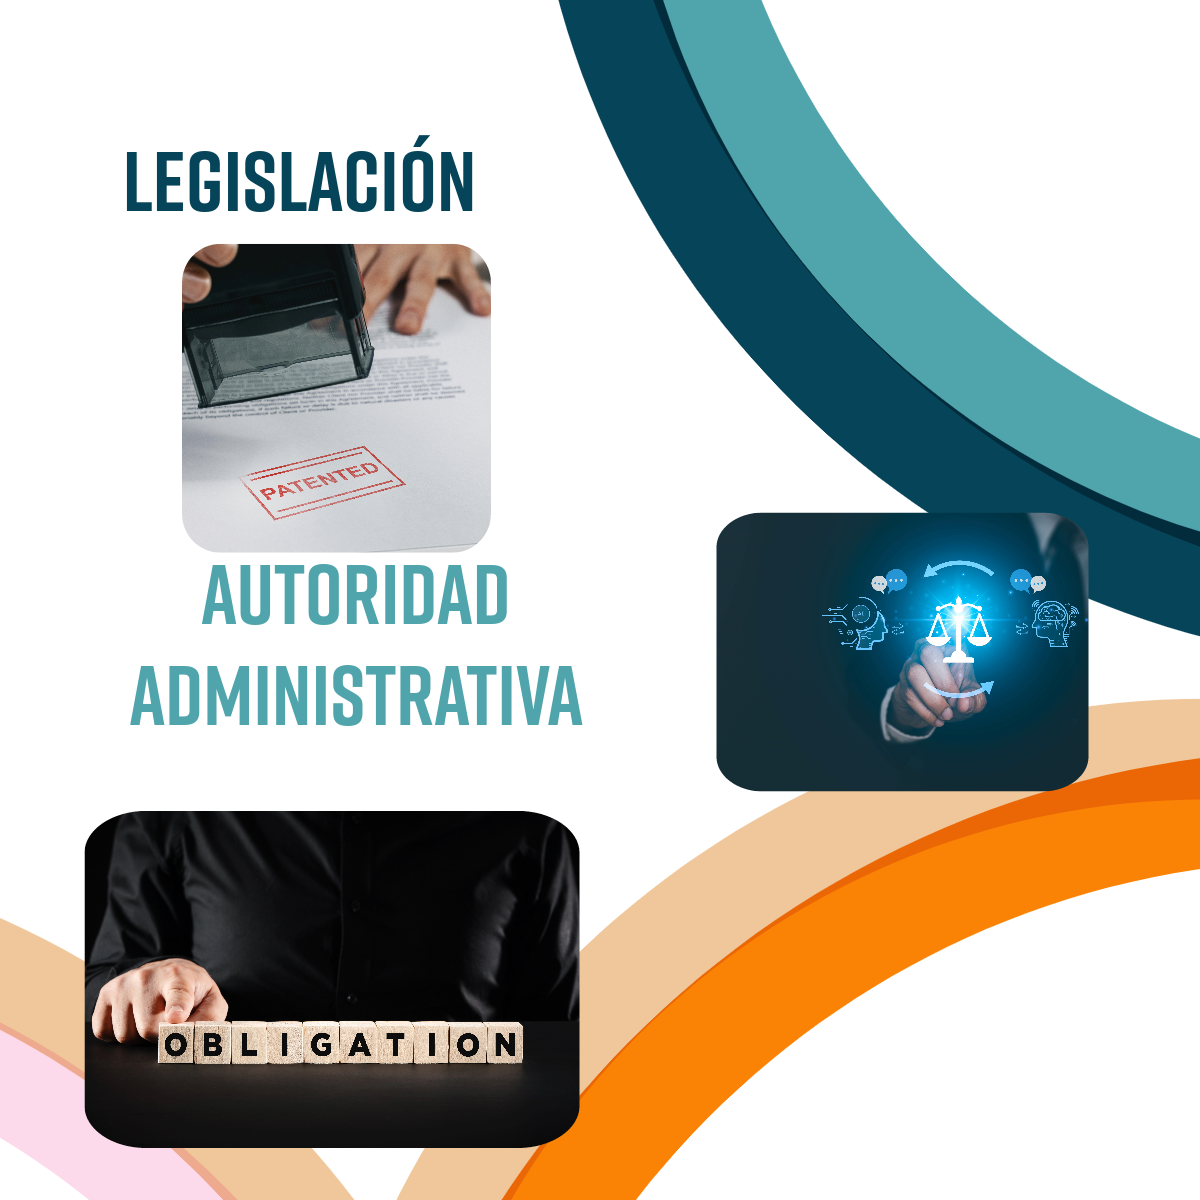 LEGISLACIÓN
PATENTED
AUTORIDAD
ADMINISTRATIVA
OBLIGATION